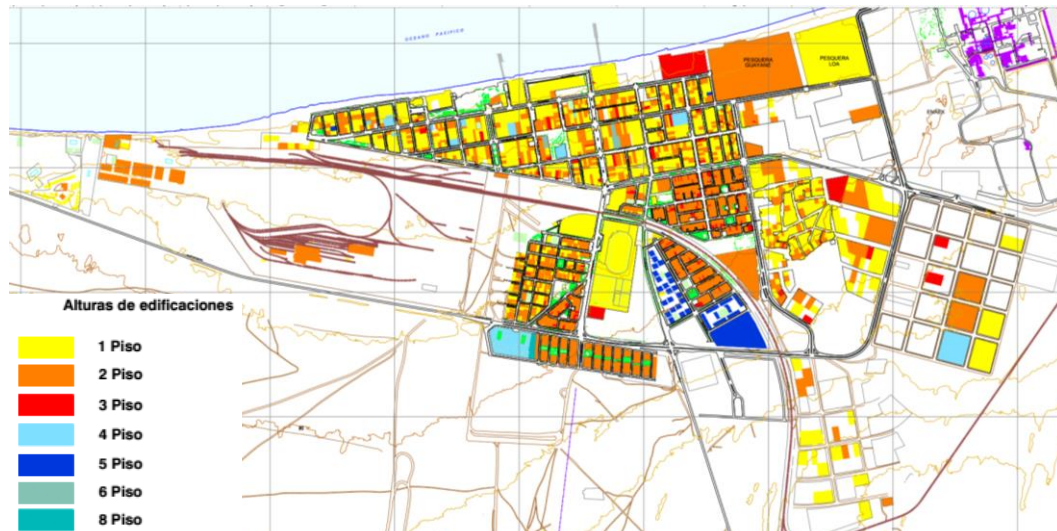 OCEANO PACIFICO
PESQUERA
GUAYANE
PESQUERA
LOA
Alturas de edificaciones
1 Piso
2 Piso
3 Piso
4 Piso
5 Piso
6 Piso
8 Piso